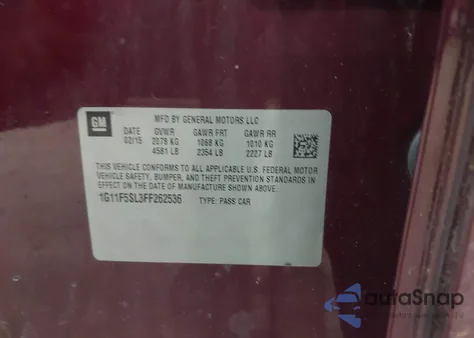 GM
MFD BY GENERAL MOTORS LLC
DATE GVWR GAWR FRT GAWR RR
02/15 2078 KG 1068 KG 1010 KG
4581 LB 2354 LB 2227 LB
THIS VEHICLE CONFORMS TO ALL APPLICABLE U.S. FEDERAL MOTOR
VEHICLE SAFETY, BUMPER, AND THEFT PREVENTION STANDARDS IN
EFFECT ON THE DATE OF MANUFACTURE SHOWN ABOVE.
1G11F5SL3FF262536 TYPE: PASS CAR
autaSnap